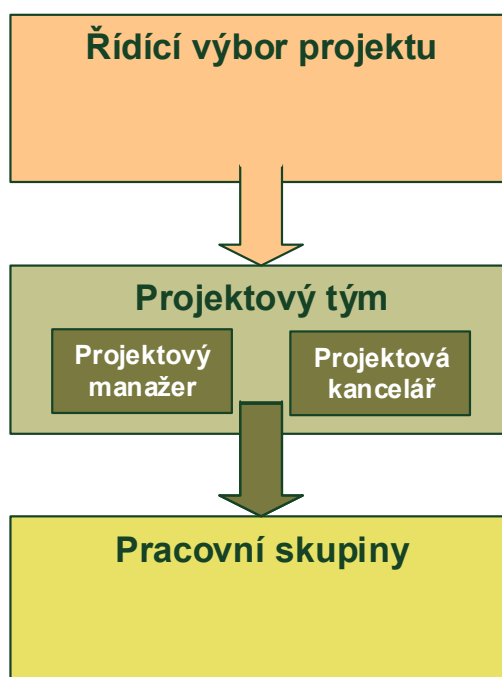 Řídící výbor projektu
Projektový tým
Projektový
manažer
Projektová
kancelář
Pracovní skupiny